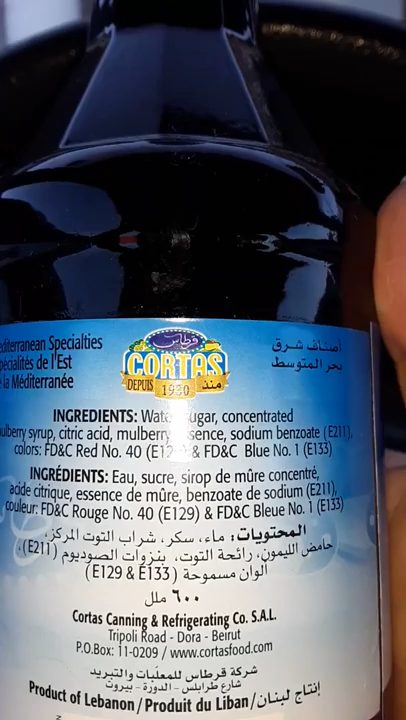 Mediterranean Specialties
Spécialités de l'Est
de la Méditerranée
قرطاس
CORTAS
DEPUIS 1930 منذ
أصناف شرق
بحر المتوسط
INGREDIENTS: Water, sugar, concentrated
mulberry syrup, citric acid, mulberry essence, sodium benzoate (E211),
colors: FD&C Red No. 40 (E129) & FD&C Blue No. 1 (E133)
INGRÉDIENTS: Eau, sucre, sirop de mûre concentré,
acide citrique, essence de mûre, benzoate de sodium (E211),
couleur: FD&C Rouge No. 40 (E129) & FD&C Bleue No. 1 (E133)
المحتويات: ماء، سكر، شراب التوت المركز،
حامض الليمون، رائحة التوت، بنزوات الصوديوم (E211)،
ألوان مسموحة (E129 & E133)
٦٠٠ ملل
Cortas Canning & Refrigerating Co. S.A.L.
Tripoli Road - Dora - Beirut
P.O.Box: 11-0209 / www.cortasfood.com
شركة قرطاس للمعلبات والتبريد
شارع طرابلس - الدورة - بيروت
Product of Lebanon / Produit du Liban / إنتاج لبنان